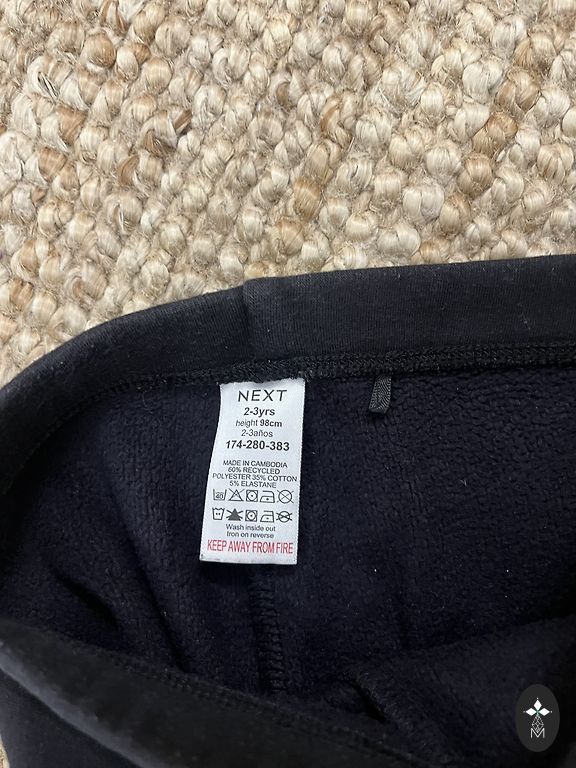 NEXT
2-3yrs
height 98cm
2-3años
174-280-383
MADE IN CAMBODIA
60% RECYCLED
POLYESTER 35% COTTON
5% ELASTANE
40
Wash inside out
Iron on reverse
KEEP AWAY FROM FIRE
M